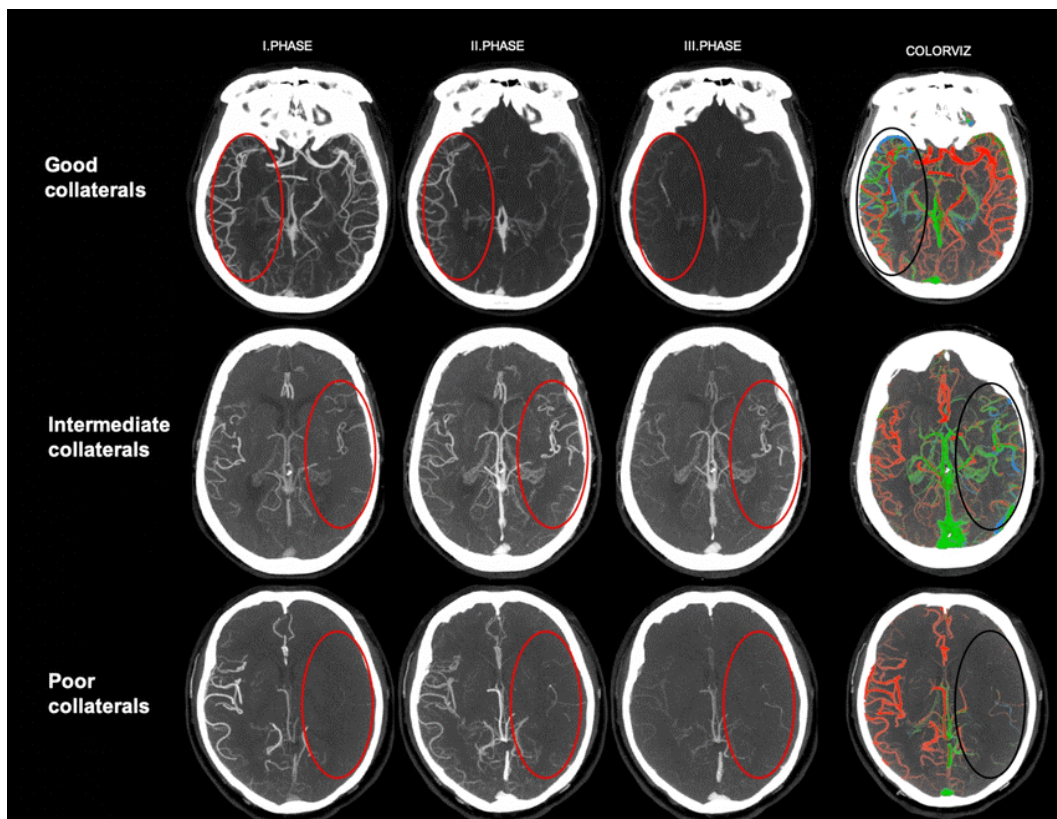 I.PHASE
II.PHASE
III.PHASE
COLORVIZ
Good
collaterals
Intermediate
collaterals
Poor
collaterals